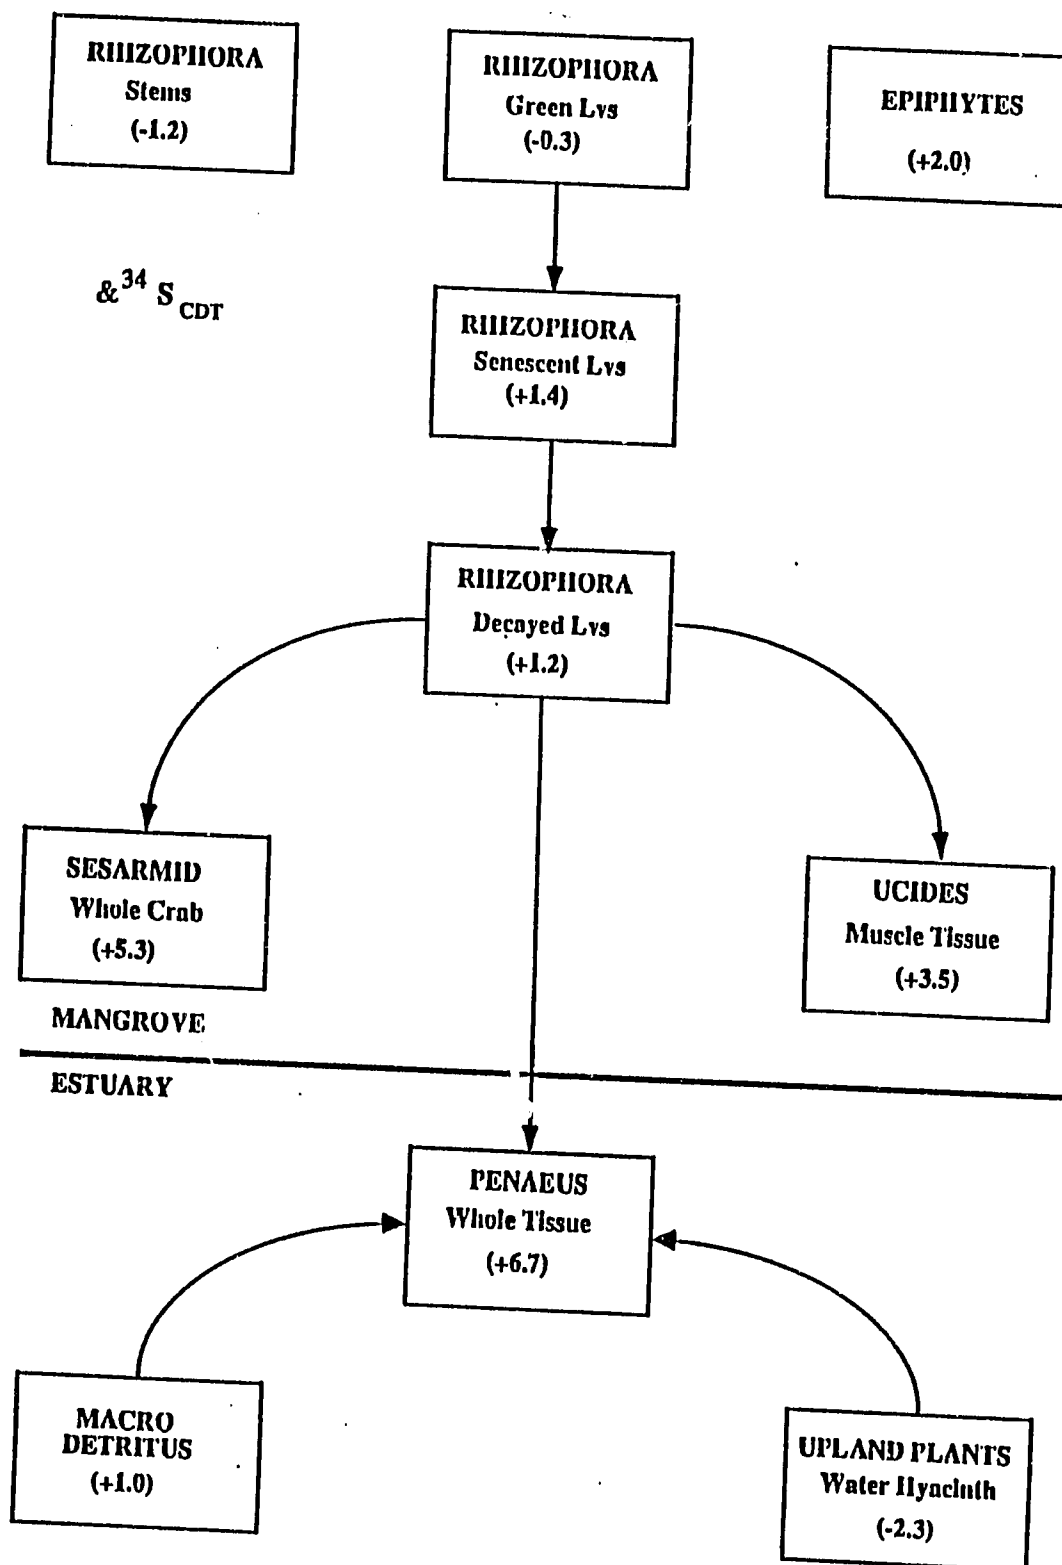 RHIZOPHORA
Stems
(-1.2)
RHIZOPHORA
Green Lvs
(-0.3)
EPIPHYTES
(+2.0)
&34 S CDT
RHIZOPHORA
Senescent Lvs
(+1.4)
RHIZOPHORA
Decayed Lvs
(+1.2)
SESARMID
Whole Crab
(+5.3)
UCIDES
Muscle Tissue
(+3.5)
MANGROVE
ESTUARY
PENAEUS
Whole Tissue
(+6.7)
MACRO
DETRITUS
(+1.0)
UPLAND PLANTS
Water Hyacinth
(-2.3)